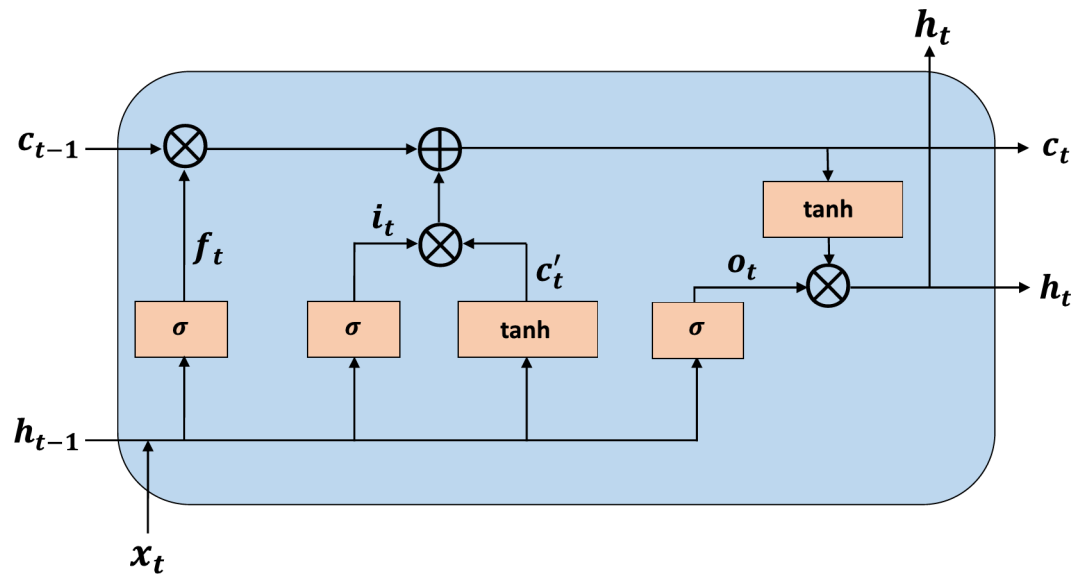 h_t
c_{t-1}
c_t
tanh
i_t
f_t
o_t
c'_t
h_t
σ
σ
tanh
σ
h_{t-1}
x_t